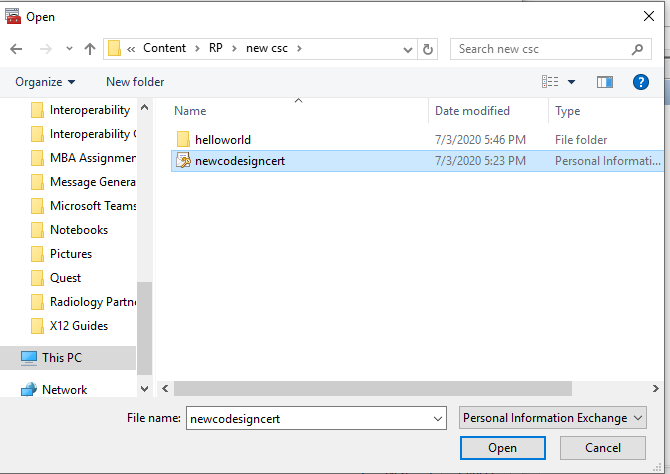 Open
« Content > RP > new csc >
Search new csc
Organize
New folder
Name
Date modified
Type
Interoperability
Interoperability C
MBA Assignmen
Message Genera
Microsoft Teams
Notebooks
Pictures
Quest
Radiology Partne
X12 Guides
This PC
Network
helloworld 7/3/2020 5:46 PM File folder
newcodesigncert 7/3/2020 5:23 PM Personal Informati...
File name: newcodesigncert
Personal Information Exchange
Open
Cancel